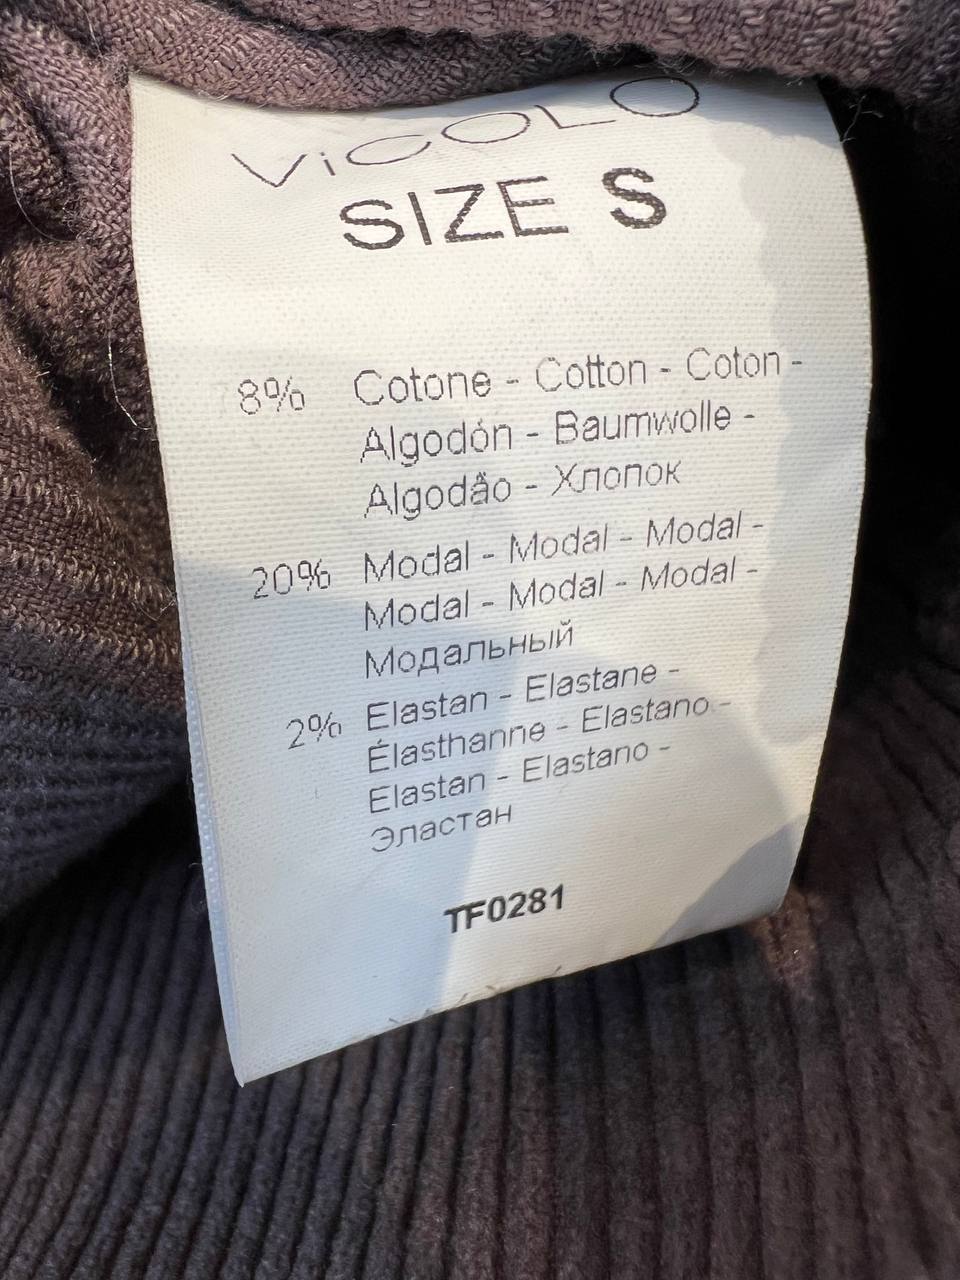 ViCOLO
SIZE S
8% Cotone - Cotton - Coton -
Algodón - Baumwolle -
Algodão - Хлопок
20% Modal - Modal - Modal -
Modal - Modal - Modal -
Модальный
2% Elastan - Elastane -
Élasthanne - Elastano -
Elastan - Elastano -
Эластан
TF0281